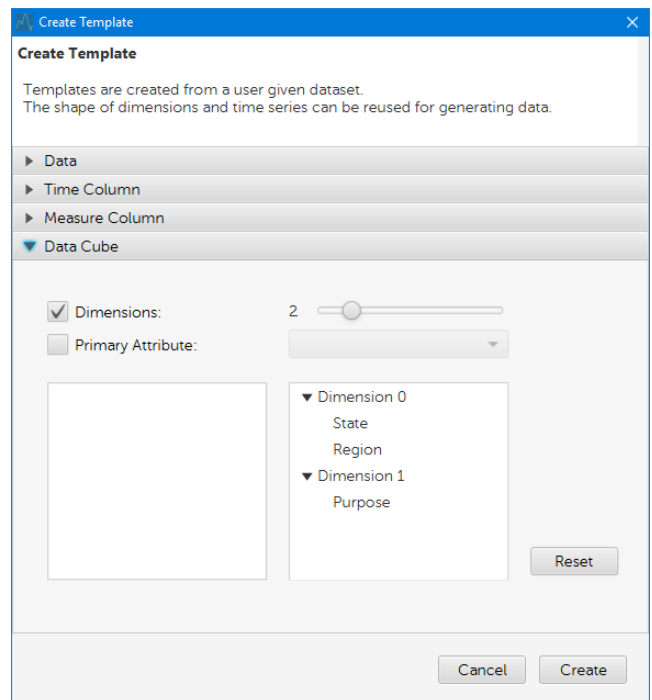 Create Template
Create Template
Templates are created from a user given dataset.
The shape of dimensions and time series can be reused for generating data.
Data
Time Column
Measure Column
Data Cube
Dimensions: 2
Primary Attribute:
Dimension 0
State
Region
Dimension 1
Purpose
Reset
Cancel Create